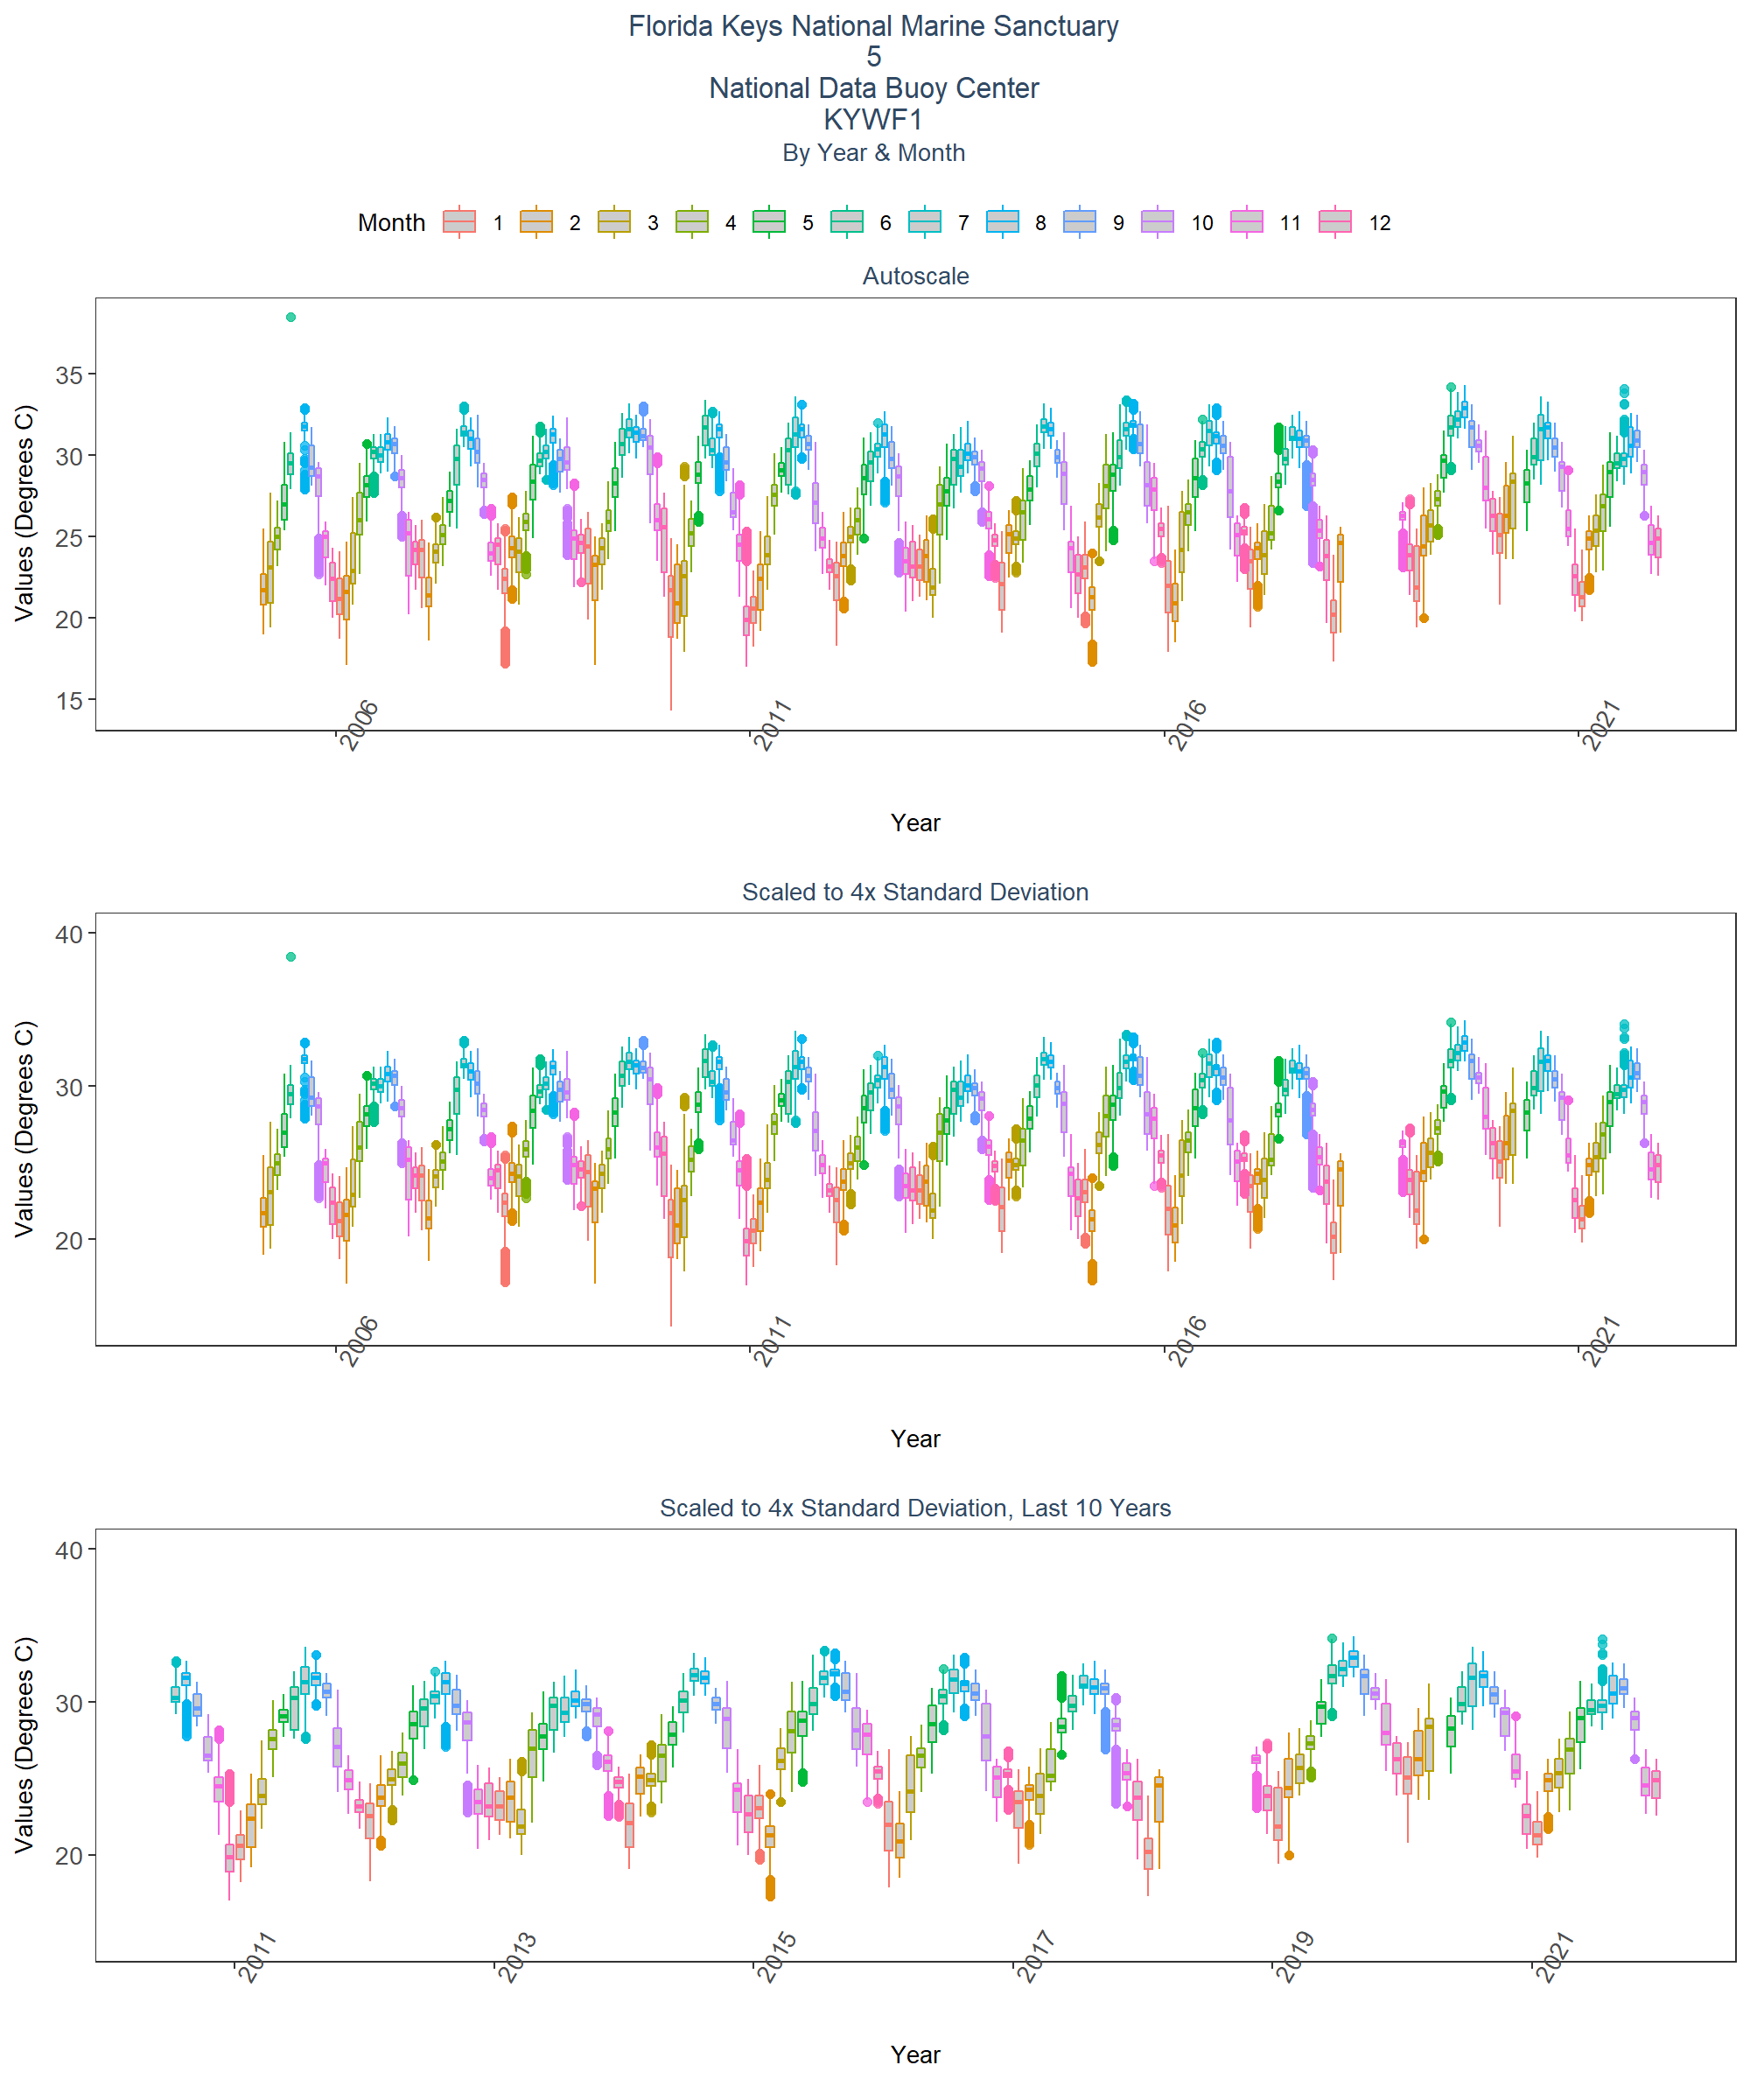 Florida Keys National Marine Sanctuary
5
National Data Buoy Center
KYWF1
By Year & Month
Month 1 2 3 4 5 6 7 8 9 10 11 12
Autoscale
Values (Degrees C)
35
30
25
20
15
2006 2011 2016 2021
Year
Scaled to 4x Standard Deviation
Values (Degrees C)
40
30
20
2006 2011 2016 2021
Year
Scaled to 4x Standard Deviation, Last 10 Years
Values (Degrees C)
40
30
20
2011 2013 2015 2017 2019 2021
Year